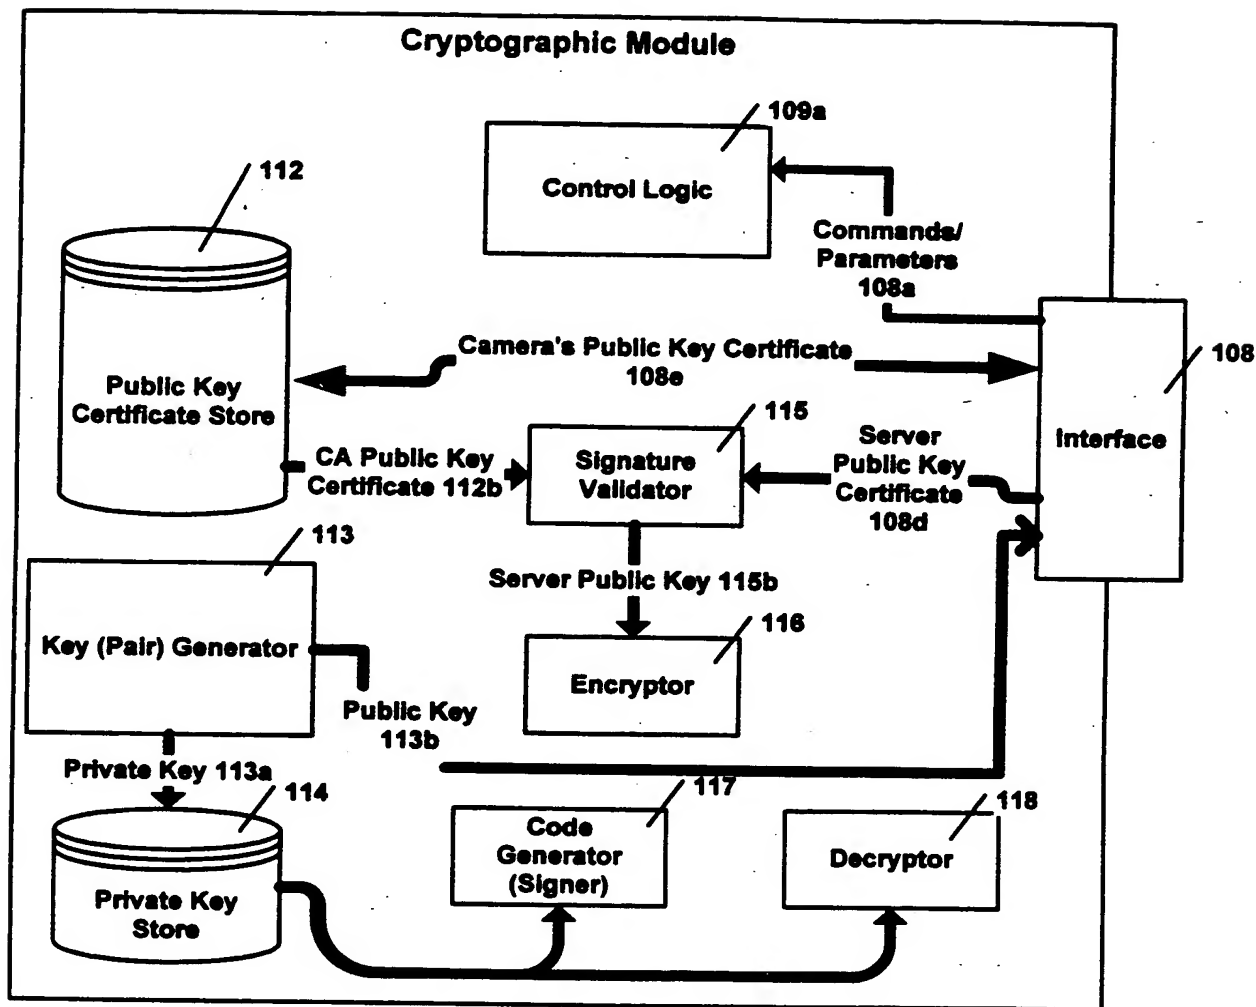 Cryptographic Module
109a
112
Control Logic
Commands/
Parameters
108a
Camera's Public Key Certificate
108e
108
Public Key
Certificate Store
115
Interface
CA Public Key
Certificate 112b
Signature
Validator
Server
Public Key
Certificate
108d
113
Server Public Key 115b
Key (Pair) Generator
116
Encryptor
Public Key
113b
Private Key 113a
114
117
118
Code
Generator
(Signer)
Decryptor
Private Key
Store